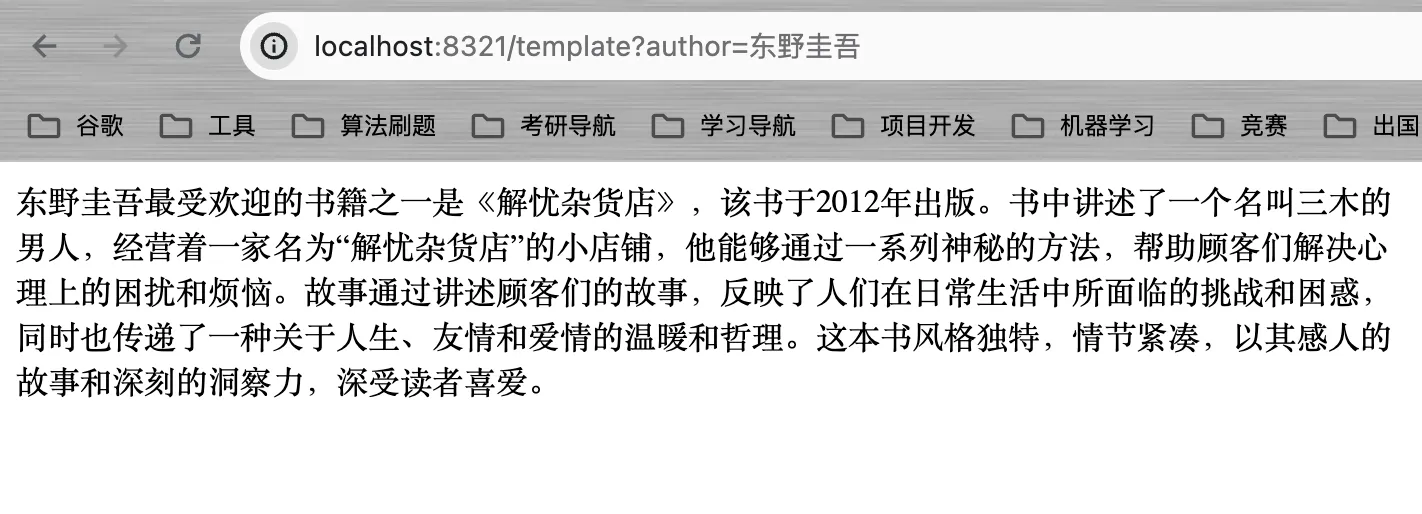 localhost:8321/template?author=东野圭吾
谷歌 工具 算法刷题 考研导航 学习导航 项目开发 机器学习 竞赛 出国
东野圭吾最受欢迎的书籍之一是《解忧杂货店》，该书于2012年出版。书中讲述了一个名叫三木的
男人，经营着一家名为“解忧杂货店”的小店铺，他能够通过一系列神秘的方法，帮助顾客们解决心
理上的困扰和烦恼。故事通过讲述顾客们的故事，反映了人们在日常生活中所面临的挑战和困惑，
同时也传递了一种关于人生、友情和爱情的温暖和哲理。这本书风格独特，情节紧凑，以其感人的
故事和深刻的洞察力，深受读者喜爱。